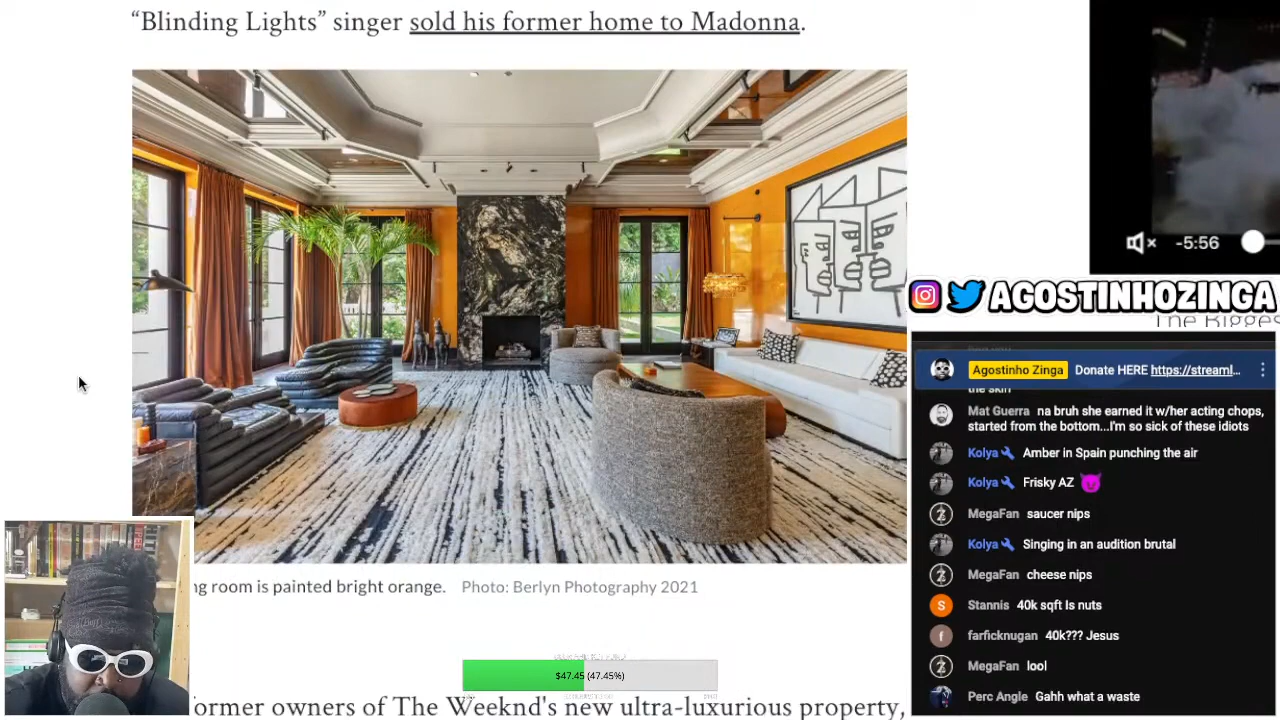 “Blinding Lights” singer sold his former home to Madonna.
-5:56
AGOSTINHOZINGA
Agostinho Zinga Donate HERE https://streaml...
the skin
Mat Guerra na bruh she earned it w/her acting chops,
started from the bottom...I'm so sick of these idiots
Kolya Amber in Spain punching the air
Kolya Frisky AZ 😈
MegaFan saucer nips
Kolya Singing in an audition brutal
MegaFan cheese nips
Stannis 40k sqft Is nuts
farficknugan 40k??? Jesus
MegaFan lool
Perc Angle Gahh what a waste
ng room is painted bright orange. Photo: Berlyn Photography 2021
$47.45 (47.45%)
ormer owners of The Weeknd's new ultra-luxurious property,